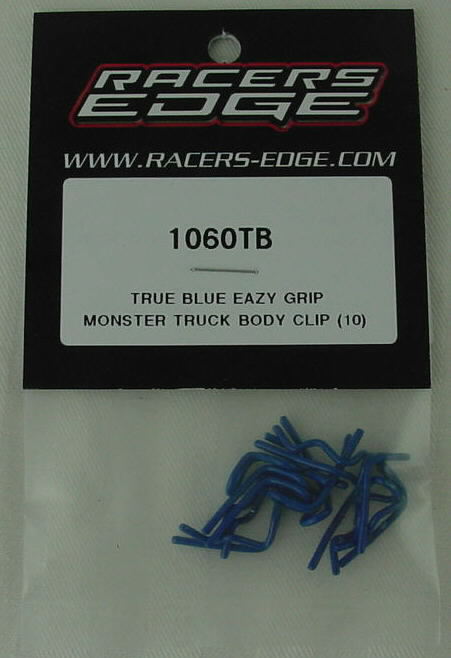 RACERS
EDGE
WWW.RACERS-EDGE.COM
1060TB
TRUE BLUE EAZY GRIP
MONSTER TRUCK BODY CLIP (10)